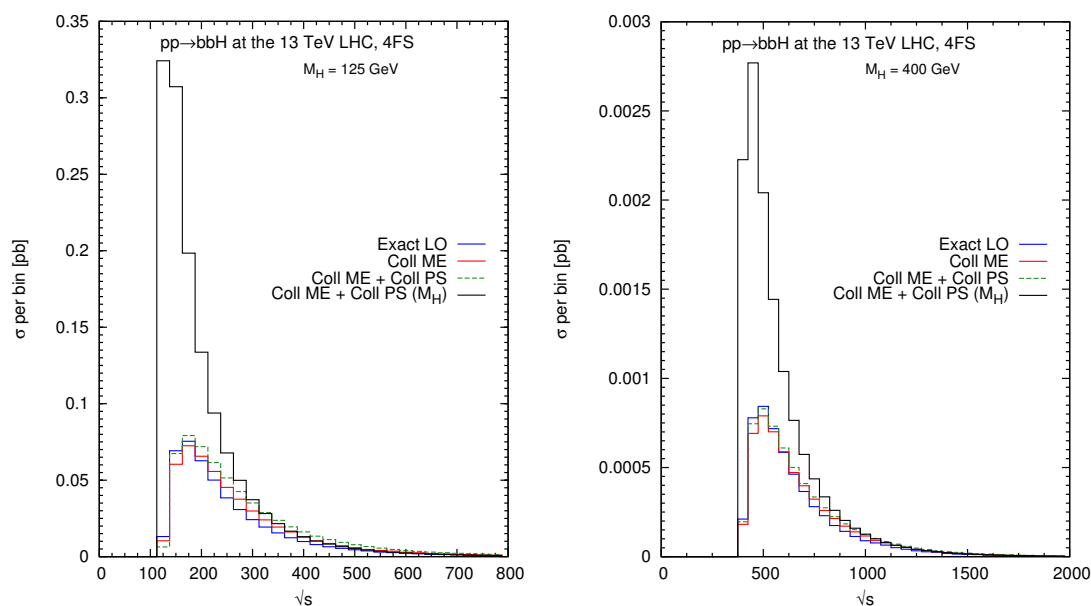 pp→bbH at the 13 TeV LHC, 4FS
M_H = 125 GeV
Exact LO
Coll ME
Coll ME + Coll PS
Coll ME + Coll PS (M_H)
σ per bin [pb]
0.35
0.3
0.25
0.2
0.15
0.1
0.05
0
0 100 200 300 400 500 600 700 800
√s
pp→bbH at the 13 TeV LHC, 4FS
M_H = 400 GeV
Exact LO
Coll ME
Coll ME + Coll PS
Coll ME + Coll PS (M_H)
σ per bin [pb]
0.003
0.0025
0.002
0.0015
0.001
0.0005
0
0 500 1000 1500 2000
√s